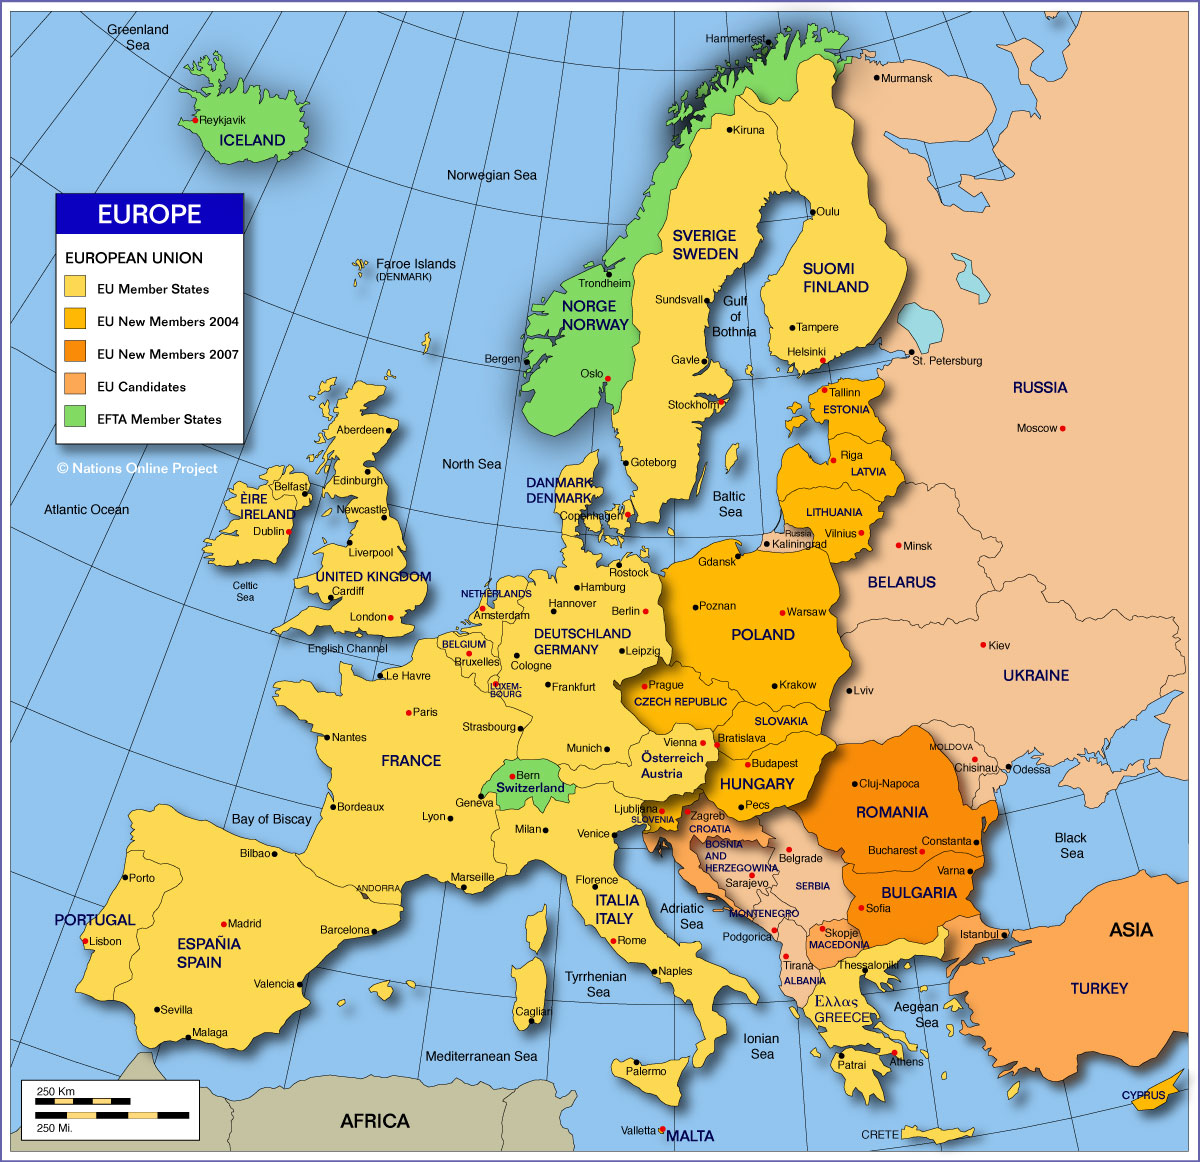 Greenland
Sea
Hammerfest
Murmansk
Reykjavik
ICELAND
Kiruna
Norwegian Sea
EUROPE
EUROPEAN UNION
EU Member States
EU New Members 2004
EU New Members 2007
EU Candidates
EFTA Member States
© Nations Online Project
Oulu
SVERIGE
SWEDEN
SUOMI
FINLAND
Faroe Islands
(DENMARK)
Trondheim
Sundsvall
Gulf
of
Bothnia
NORGE
NORWAY
Tampere
Bergen
Gavle
Helsinki
St. Petersburg
Oslo
RUSSIA
Stockholm
Tallinn
ESTONIA
Moscow
Aberdeen
North Sea
Goteborg
Riga
LATVIA
Edinburgh
Belfast
DANMARK
DENMARK
Baltic
Sea
Atlantic Ocean
ÈIRE
IRELAND
Newcastle
Copenhagen
LITHUANIA
Dublin
Russia
Vilnius
Kaliningrad
Minsk
Liverpool
Gdansk
Celtic
Sea
UNITED KINGDOM
Cardiff
Rostock
Hamburg
BELARUS
NETHERLANDS
Amsterdam
Hannover
Berlin
Poznan
Warsaw
London
POLAND
English Channel
BELGIUM
Bruxelles
DEUTSCHLAND
GERMANY
Leipzig
Cologne
Kiev
UKRAINE
Le Havre
LUXEM-
BOURG
Frankfurt
Prague
CZECH REPUBLIC
Krakow
Lviv
Paris
Strasbourg
SLOVAKIA
Nantes
Munich
Vienna
Bratislava
MOLDOVA
Chisinau
Odessa
FRANCE
Österreich
Austria
Budapest
HUNGARY
Bern
Switzerland
Cluj-Napoca
Geneva
Pecs
Bordeaux
Lyon
Ljubljana
SLOVENIA
Zagreb
CROATIA
ROMANIA
Bay of Biscay
Milan
Venice
BOSNIA
AND
HERZEGOWINA
Belgrade
Bucharest
Constanta
Black
Sea
Bilbao
Varna
Porto
Marseille
Florence
Sarajevo
SERBIA
BULGARIA
ANDORRA
ITALIA
ITALY
Adriatic
Sea
MONTENEGRO
Sofia
PORTUGAL
Madrid
Lisbon
ESPAÑIA
SPAIN
Barcelona
Rome
Podgorica
Skopje
MACEDONIA
Istanbul
ASIA
Tirana
ALBANIA
Thessaloniki
Valencia
Tyrrhenian
Sea
Naples
TURKEY
Sevilla
Malaga
Cagliari
Ελλας
GREECE
Aegean
Sea
Mediterranean Sea
Ionian
Sea
Palermo
Patrai
Athens
250 Km
250 Mi.
AFRICA
CYPRUS
Valletta
MALTA
CRETE